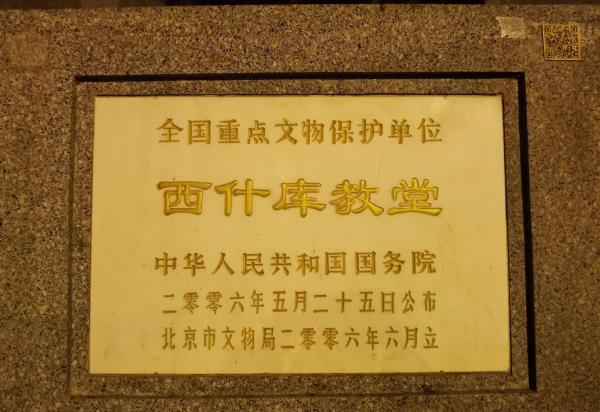 全国重点文物保护单位
西什库教堂
中华人民共和国国务院
二零零六年五月二十五日公布
北京市文物局二零零六年六月立